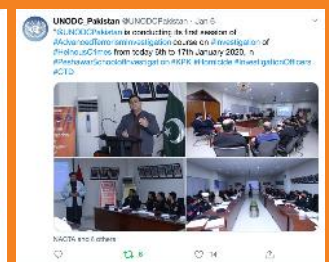 UNODC_Pakistan @UNODCPakistan · Jan 6
"@UNODCPakistan is conducting its first session of
#AdvancedTerrorismInvestigation course on #Investigation of
#HeinousCrimes from today 6th to 17th January 2020, in
#PeshawarSchoolofInvestigation #KPK #Homicide #InvestigationOfficers
#CTD
NACTA and 4 others
6
14